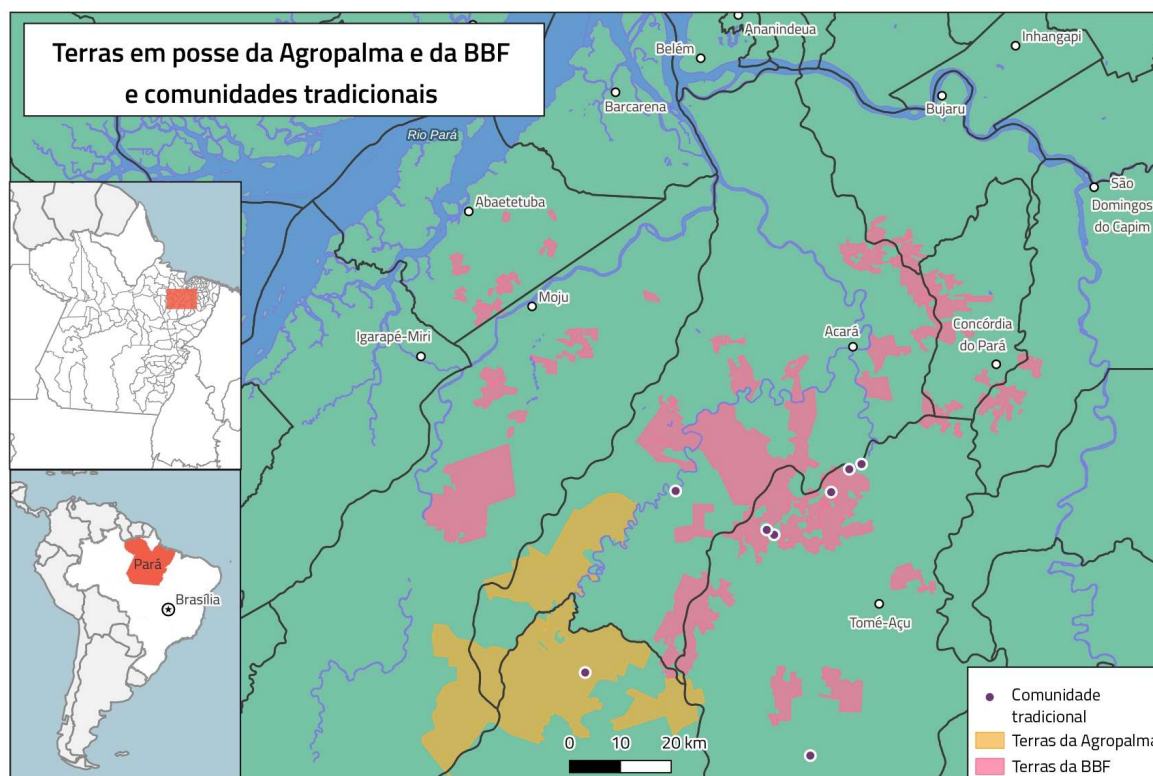 Terras em posse da Agropalma e da BBF
e comunidades tradicionais
Ananindeua
Belém
Inhangapi
Barcarena
Bujaru
Rio Pará
São
Domingos
do Capim
Abaetetuba
Moju
Igarapé-Miri
Acará
Concórdia
do Pará
Pará
Brasília
Tomé-Açu
0 10 20 km
Comunidade
tradicional
Terras da Agropalma
Terras da BBF